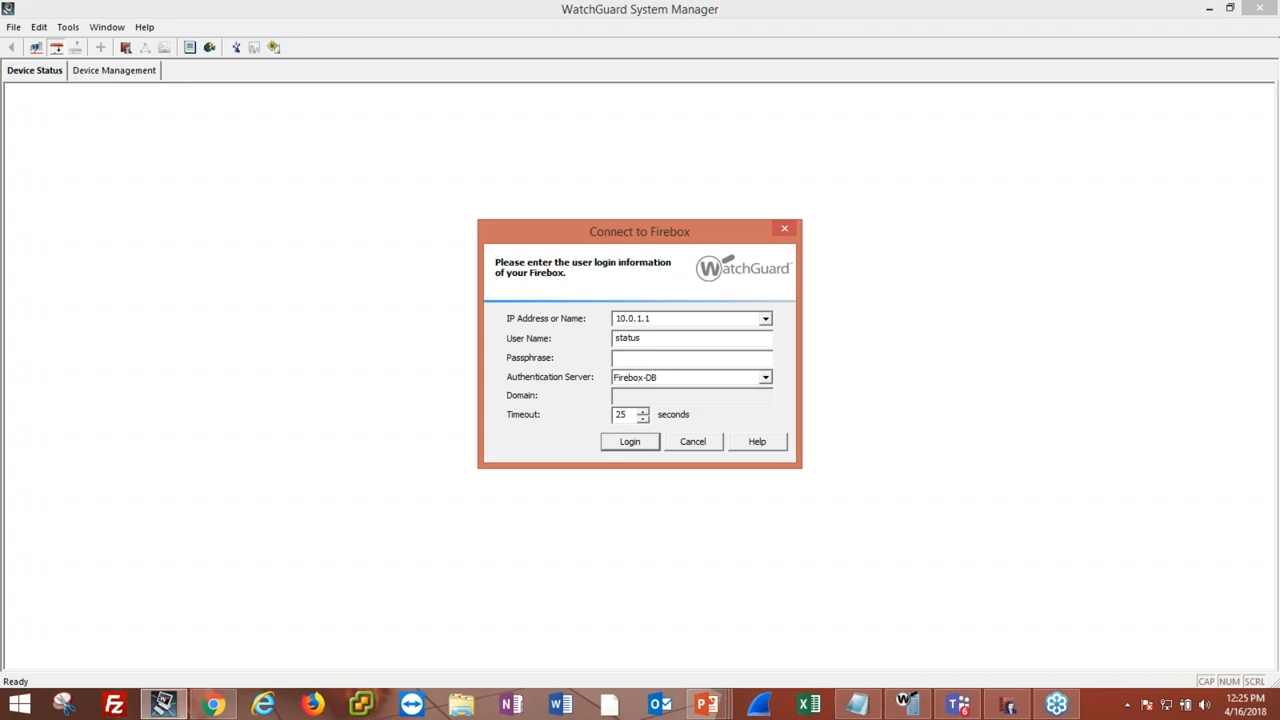 WatchGuard System Manager
File Edit Tools Window Help
Device Status Device Management
Connect to Firebox
Please enter the user login information
of your Firebox.
WatchGuard
IP Address or Name: 10.0.1.1
User Name: status
Passphrase:
Authentication Server: Firebox-DB
Domain:
Timeout: 25 seconds
Login Cancel Help
Ready
CAP NUM SCRL
12:25 PM
4/16/2018